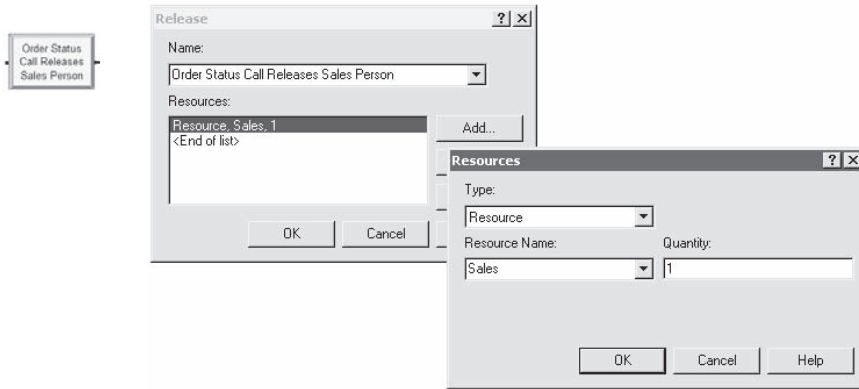 Order Status
Call Releases
Sales Person
Release
Name:
Order Status Call Releases Sales Person
Resources:
Resource, Sales, 1
<End of list>
Add...
OK
Cancel
Resources
Type:
Resource
Resource Name:
Quantity:
Sales
1
OK
Cancel
Help